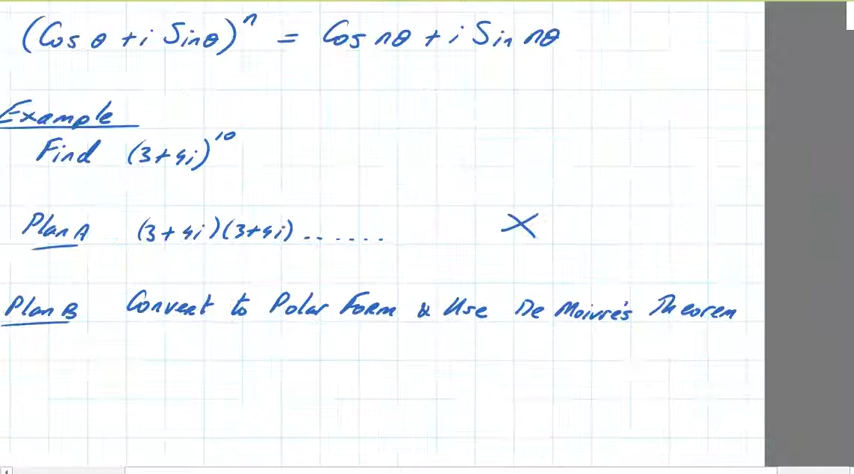 (Cos θ + i Sinθ)ⁿ = Cos nθ + i Sin nθ
Example
Find (3+4i)¹⁰
Plan A (3+4i)(3+4i) ......
X
Plan B Convert to Polar Form & Use De Moivre's Theorem